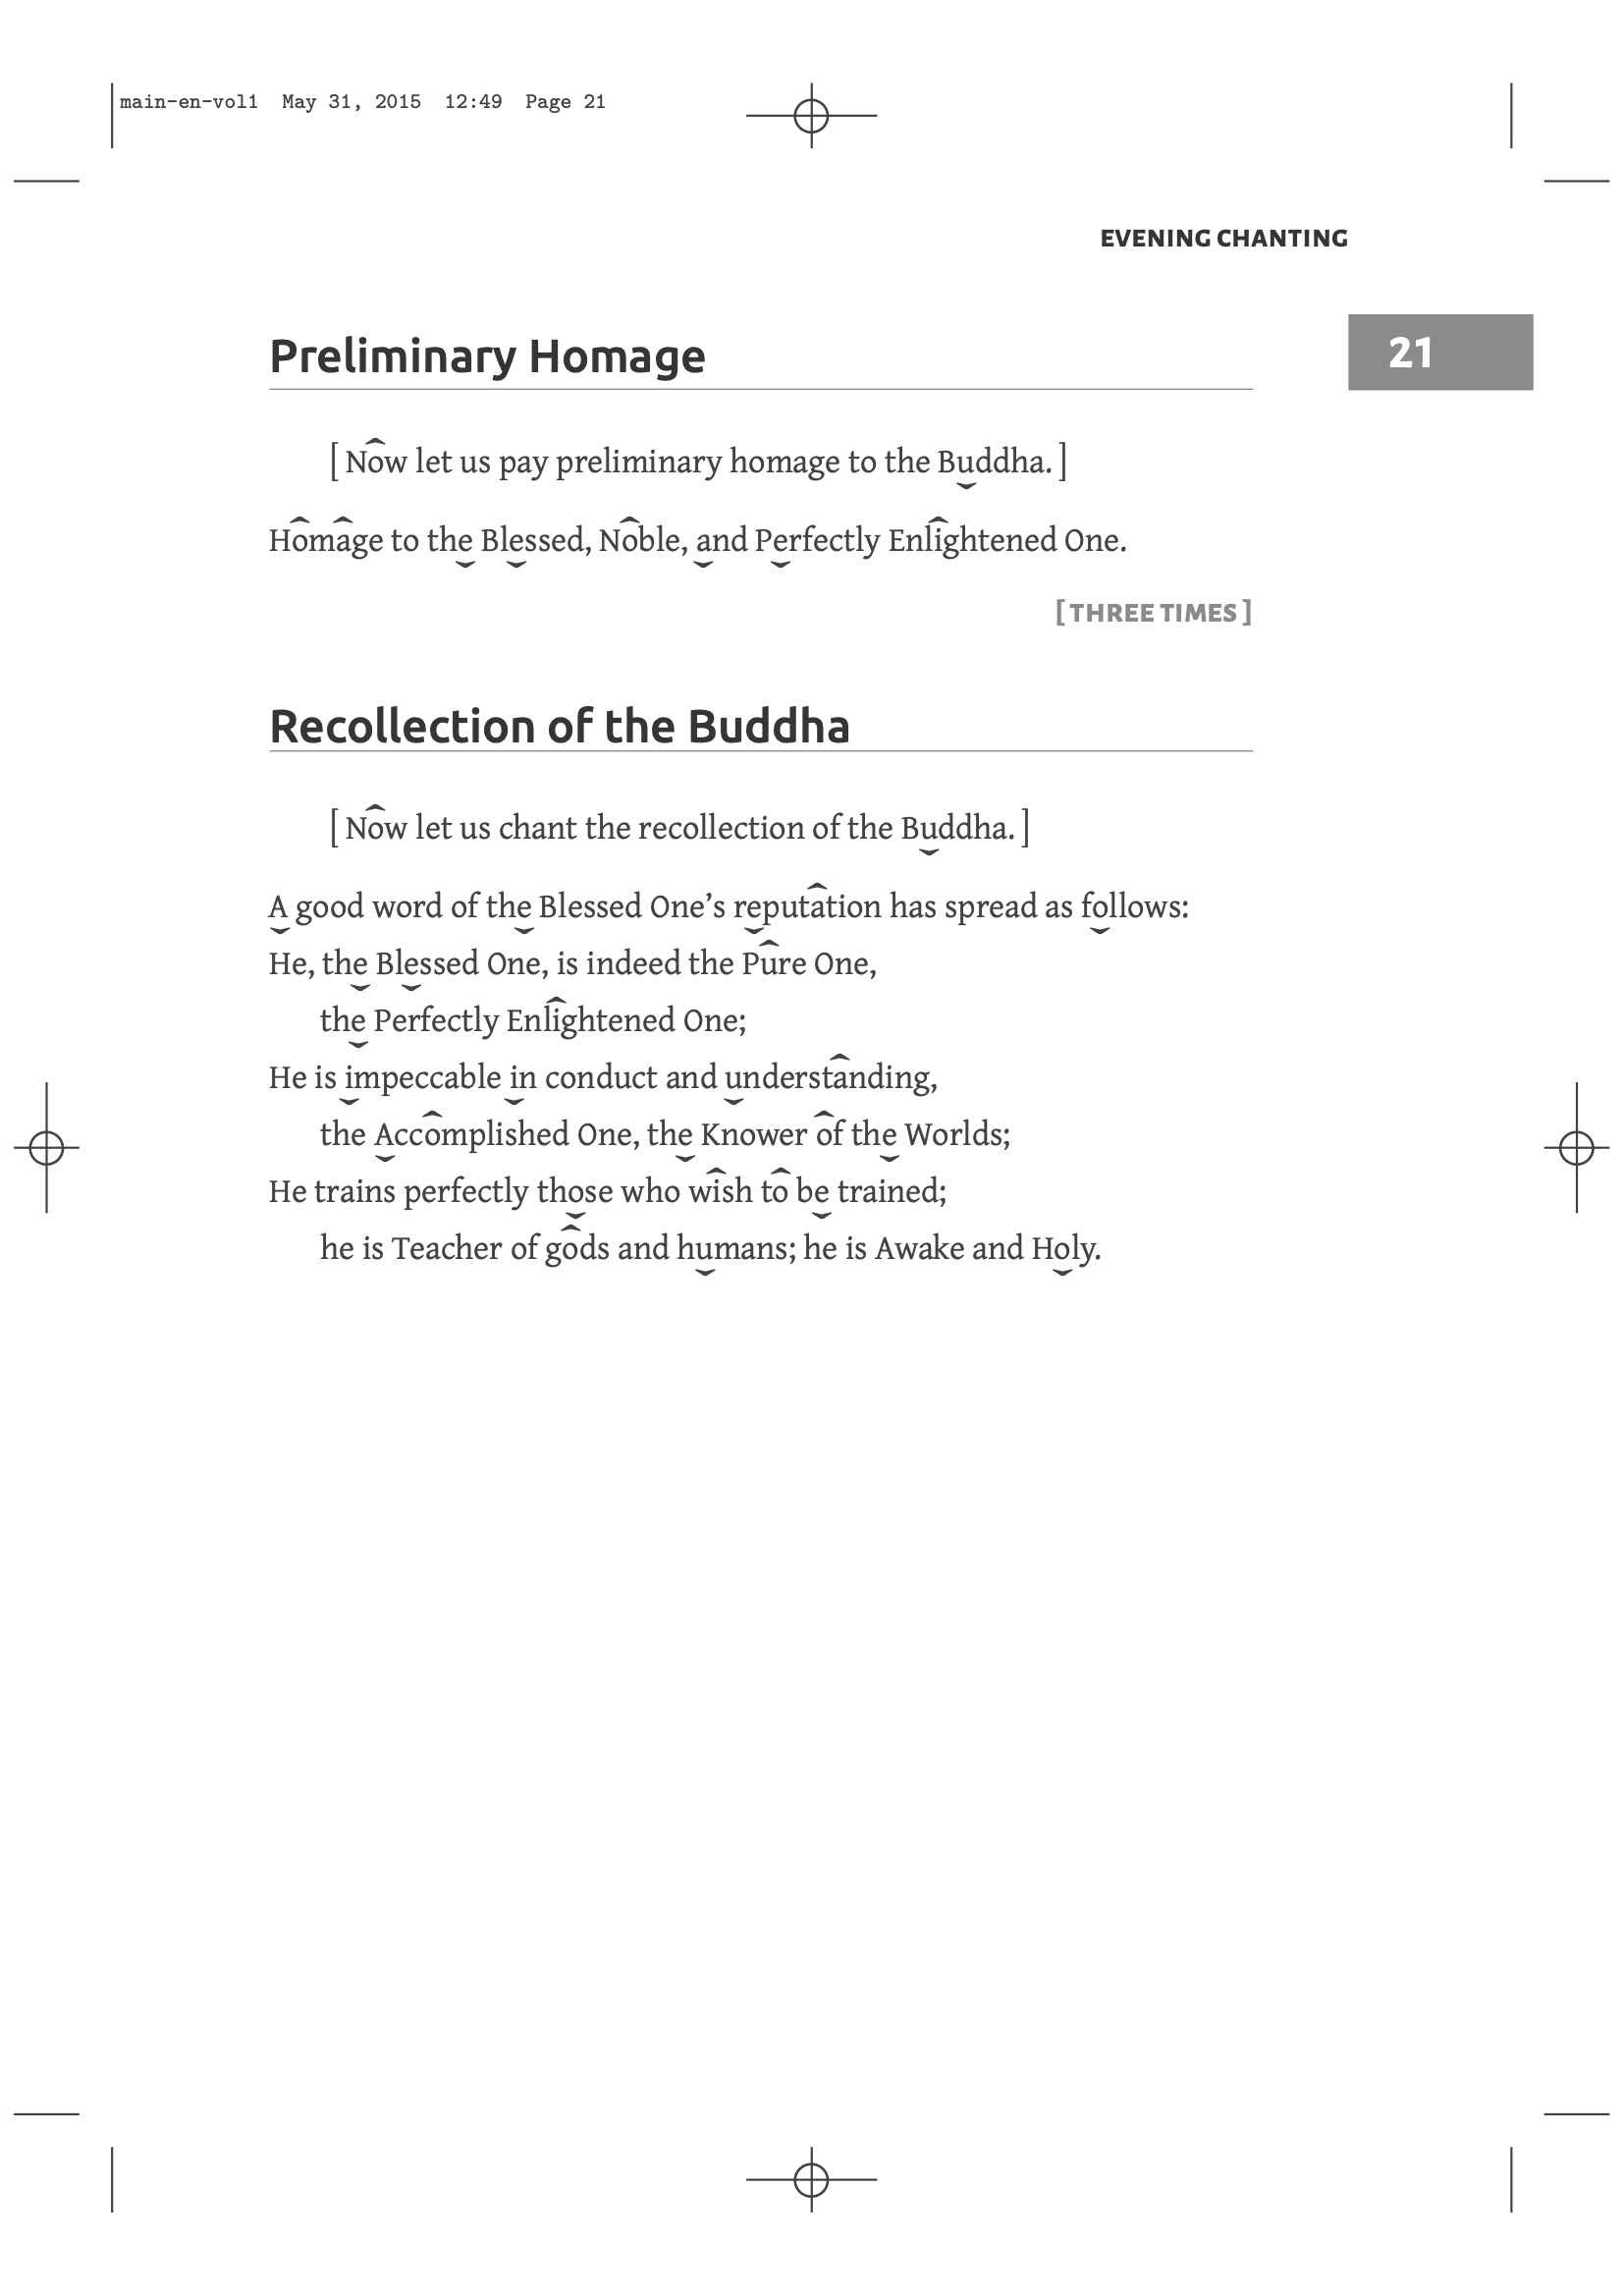 main-en-vol1 May 31, 2015 12:49 Page 21
EVENING CHANTING
21
Preliminary Homage
[ Now let us pay preliminary homage to the Buddha. ]
Homage to the Blessed, Noble, and Perfectly Enlightened One.
[ THREE TIMES ]
Recollection of the Buddha
[ Now let us chant the recollection of the Buddha. ]
A good word of the Blessed One’s reputation has spread as follows:
He, the Blessed One, is indeed the Pure One,
the Perfectly Enlightened One;
He is impeccable in conduct and understanding,
the Accomplished One, the Knower of the Worlds;
He trains perfectly those who wish to be trained;
he is Teacher of gods and humans; he is Awake and Holy.